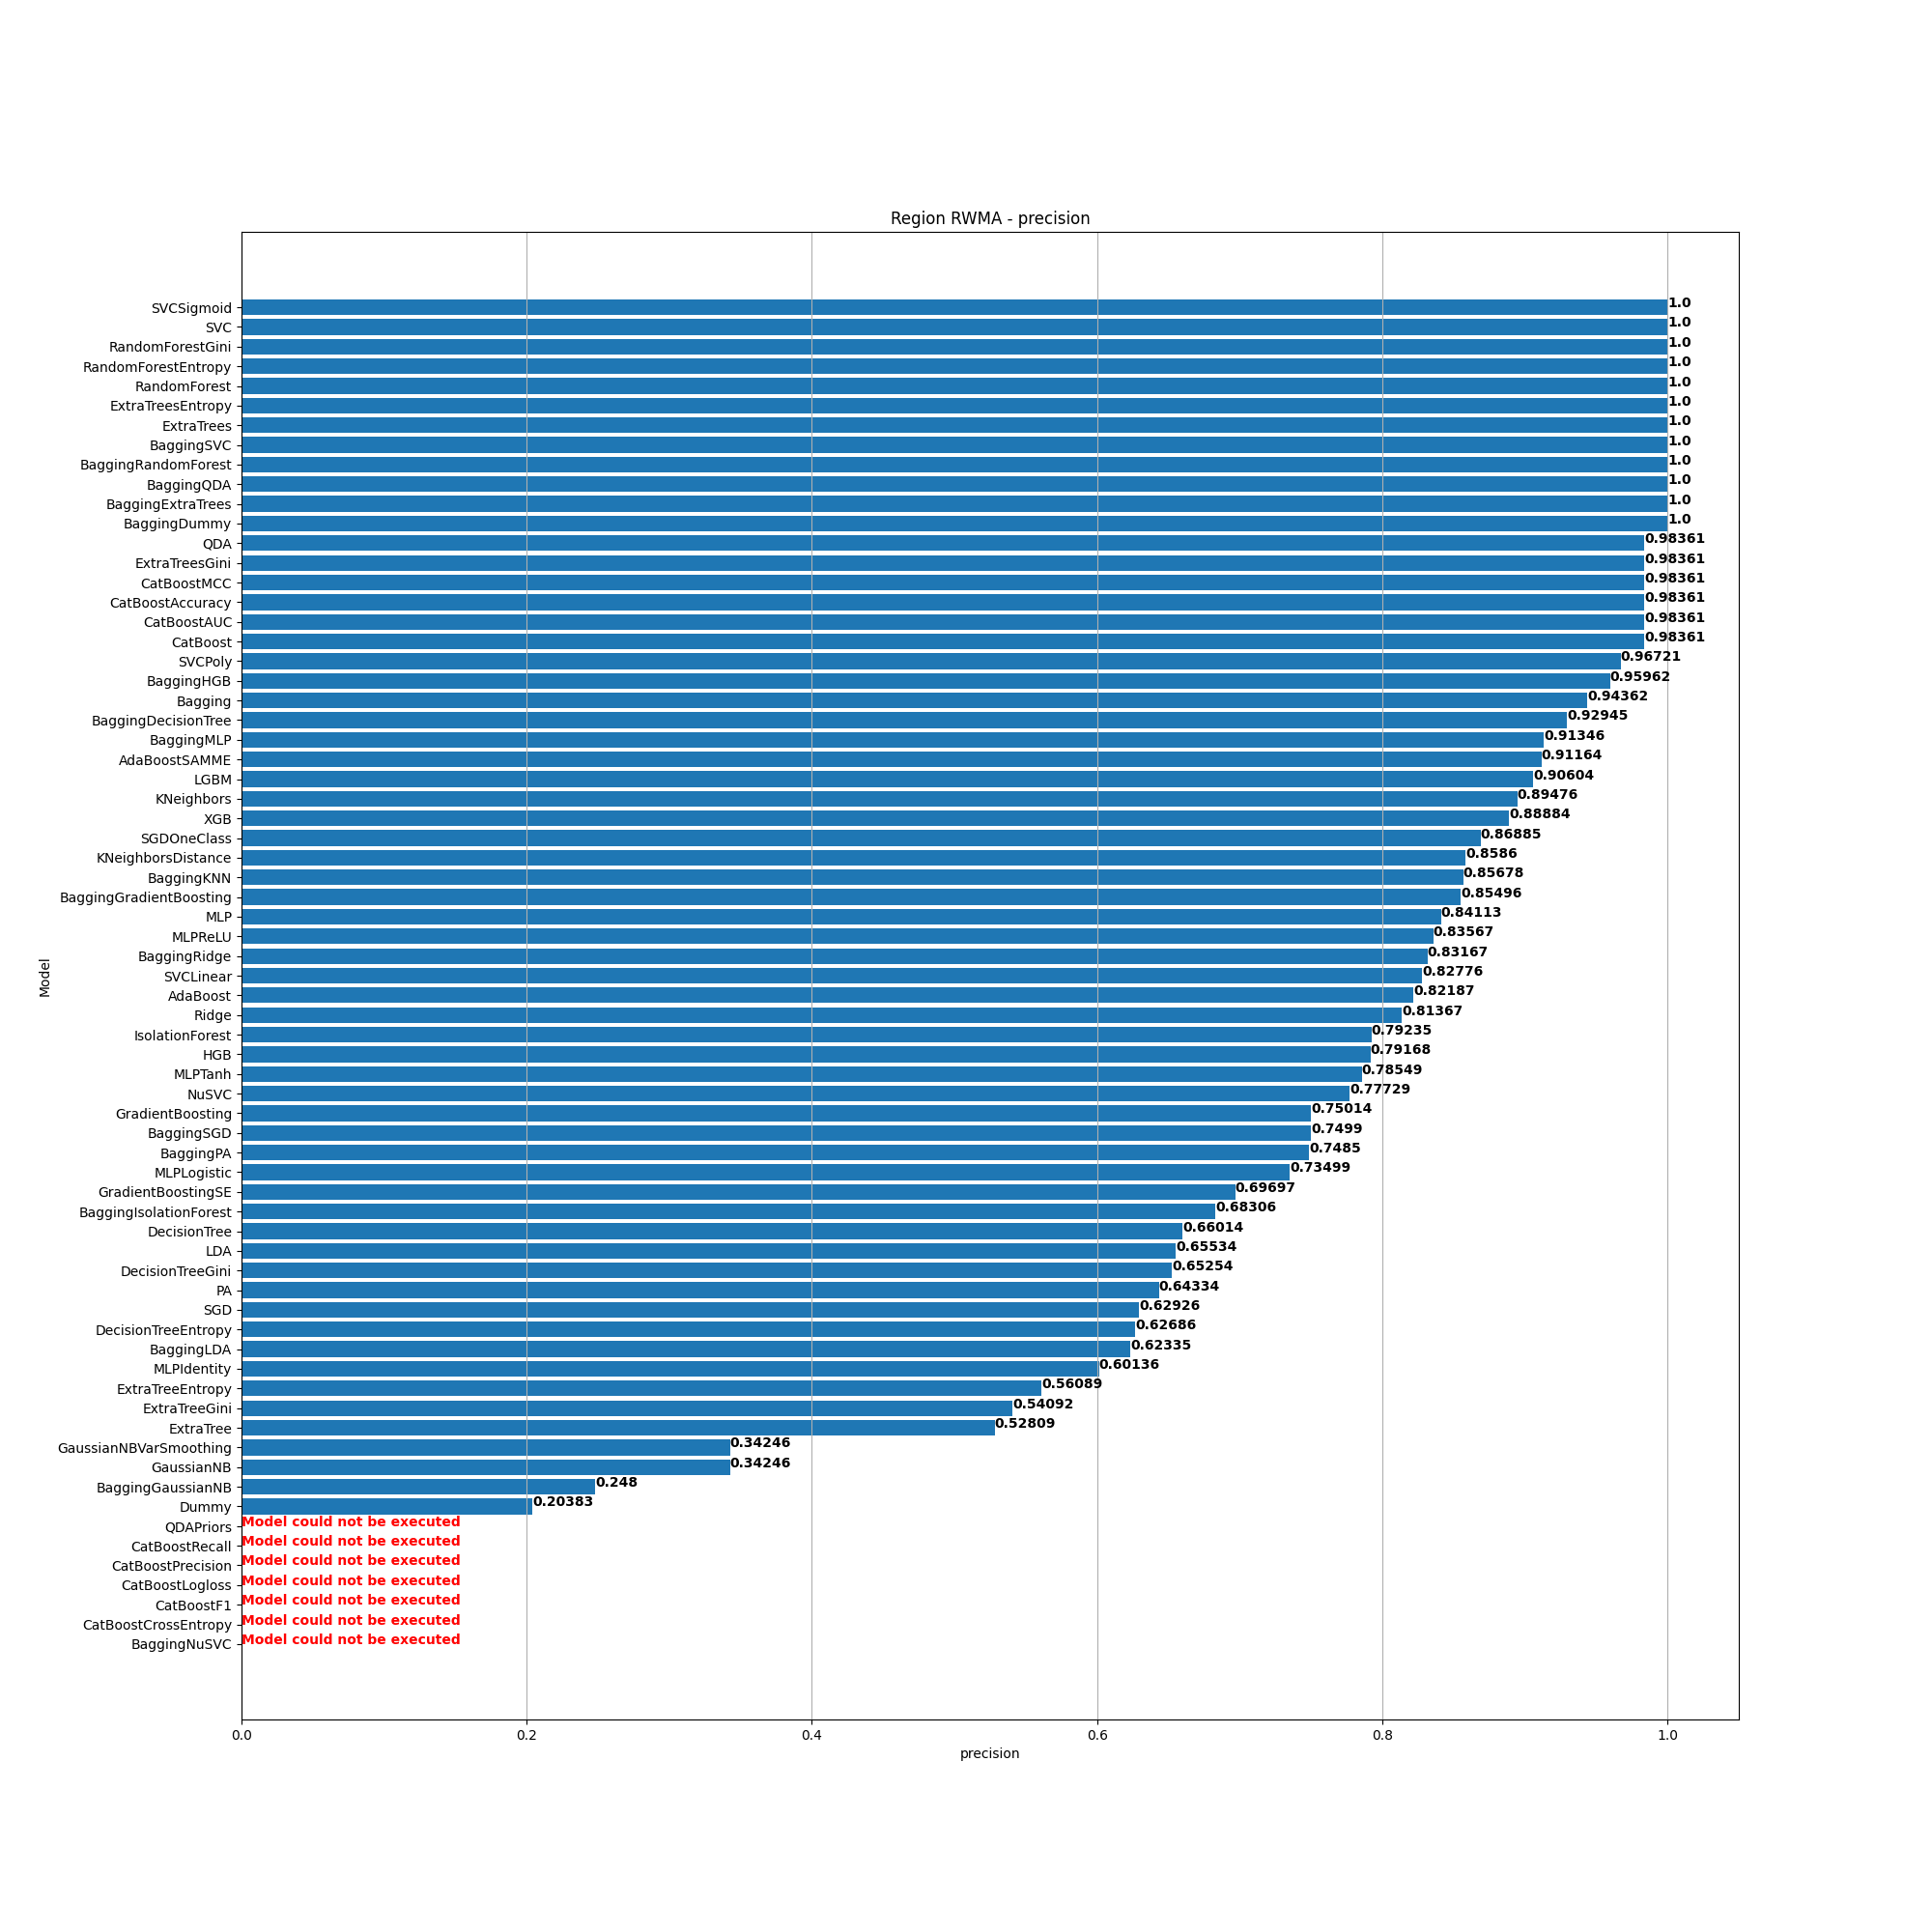 Region RWMA - precision
SVCSigmoid 1.0
SVC 1.0
RandomForestGini 1.0
RandomForestEntropy 1.0
RandomForest 1.0
ExtraTreesEntropy 1.0
ExtraTrees 1.0
BaggingSVC 1.0
BaggingRandomForest 1.0
BaggingQDA 1.0
BaggingExtraTrees 1.0
BaggingDummy 1.0
QDA 0.98361
ExtraTreesGini 0.98361
CatBoostMCC 0.98361
CatBoostAccuracy 0.98361
CatBoostAUC 0.98361
CatBoost 0.98361
SVCPoly 0.96721
BaggingHGB 0.95962
Bagging 0.94362
BaggingDecisionTree 0.92945
BaggingMLP 0.91346
AdaBoostSAMME 0.91164
LGBM 0.90604
KNeighbors 0.89476
XGB 0.88884
SGDOneClass 0.86885
KNeighborsDistance 0.8586
BaggingKNN 0.85678
BaggingGradientBoosting 0.85496
MLP 0.84113
MLPReLU 0.83567
BaggingRidge 0.83167
SVCLinear 0.82776
AdaBoost 0.82187
Ridge 0.81367
IsolationForest 0.79235
HGB 0.79168
MLPTanh 0.78549
NuSVC 0.77729
GradientBoosting 0.75014
BaggingSGD 0.7499
BaggingPA 0.7485
MLPLogistic 0.73499
GradientBoostingSE 0.69697
BaggingIsolationForest 0.68306
DecisionTree 0.66014
LDA 0.65534
DecisionTreeGini 0.65254
PA 0.64334
SGD 0.62926
DecisionTreeEntropy 0.62686
BaggingLDA 0.62335
MLPIdentity 0.60136
ExtraTreeEntropy 0.56089
ExtraTreeGini 0.54092
ExtraTree 0.52809
GaussianNBVarSmoothing 0.34246
GaussianNB 0.34246
BaggingGaussianNB 0.248
Dummy 0.20383
QDAPriors Model could not be executed
CatBoostRecall Model could not be executed
CatBoostPrecision Model could not be executed
CatBoostLogloss Model could not be executed
CatBoostF1 Model could not be executed
CatBoostCrossEntropy Model could not be executed
BaggingNuSVC Model could not be executed
Model
0.0 0.2 0.4 0.6 0.8 1.0
precision